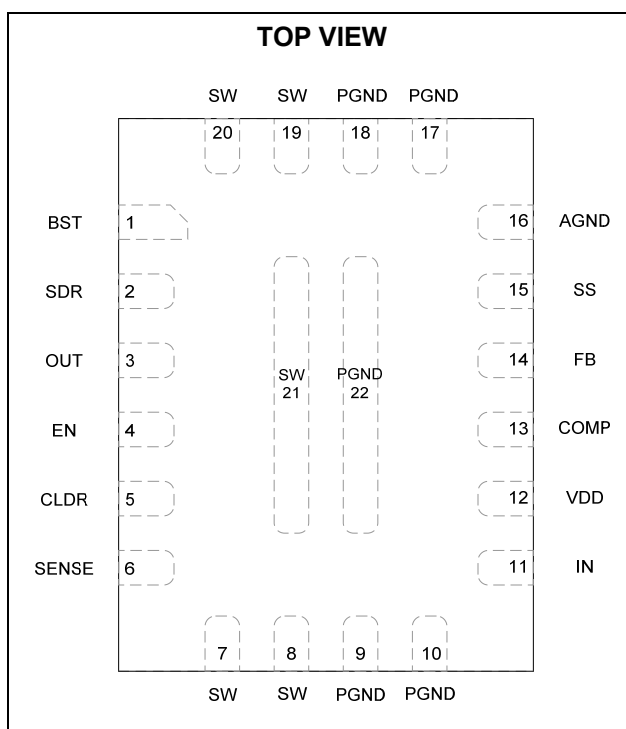 TOP VIEW
SW SW PGND PGND
20 19 18 17
BST 1 16 AGND
SDR 2 15 SS
OUT 3 14 FB
SW PGND
21 22
EN 4 13 COMP
CLDR 5 12 VDD
SENSE 6 11 IN
7 8 9 10
SW SW PGND PGND